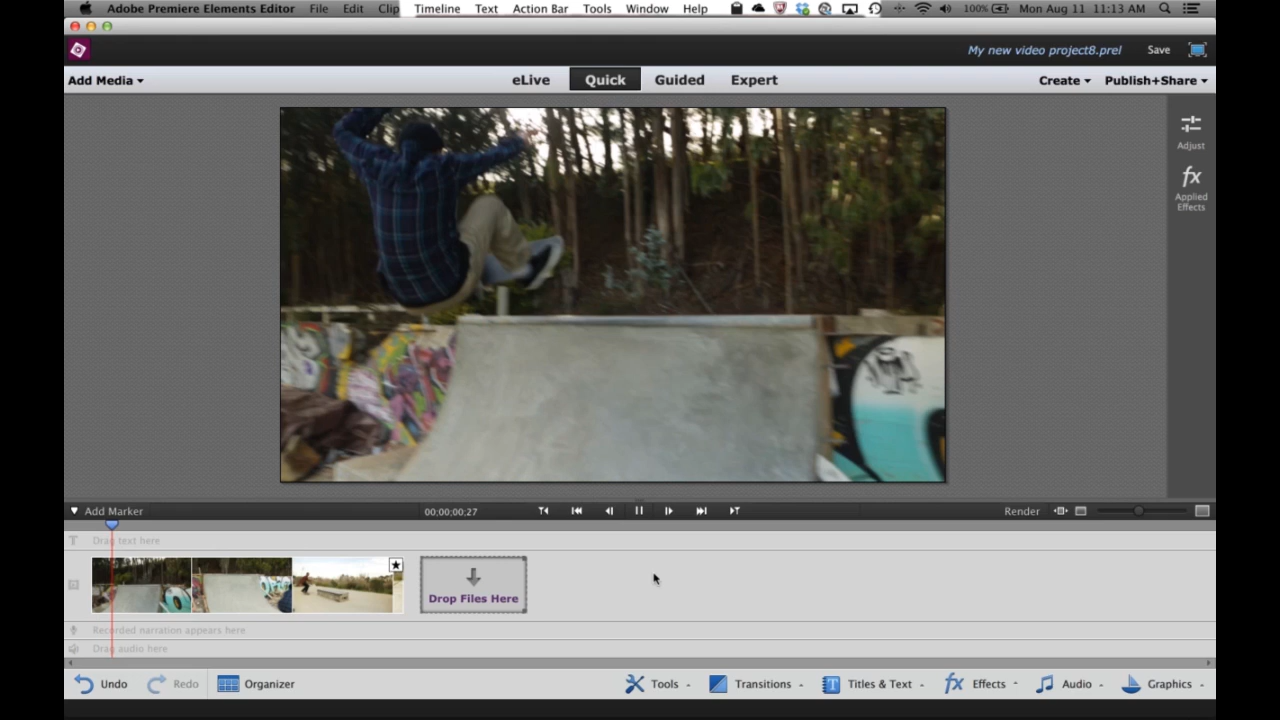 Adobe Premiere Elements Editor File Edit Clip Timeline Text Action Bar Tools Window Help 100% Mon Aug 11 11:13 AM
My new video project8.prel Save
Add Media eLive Quick Guided Expert Create Publish+Share
Adjust
fx
Applied
Effects
Add Marker 00;00;00;27 Render
T Drag text here
Drop Files Here
Recorded narration appears here
Drag audio here
Undo Redo Organizer Tools Transitions T Titles & Text fx Effects Audio Graphics